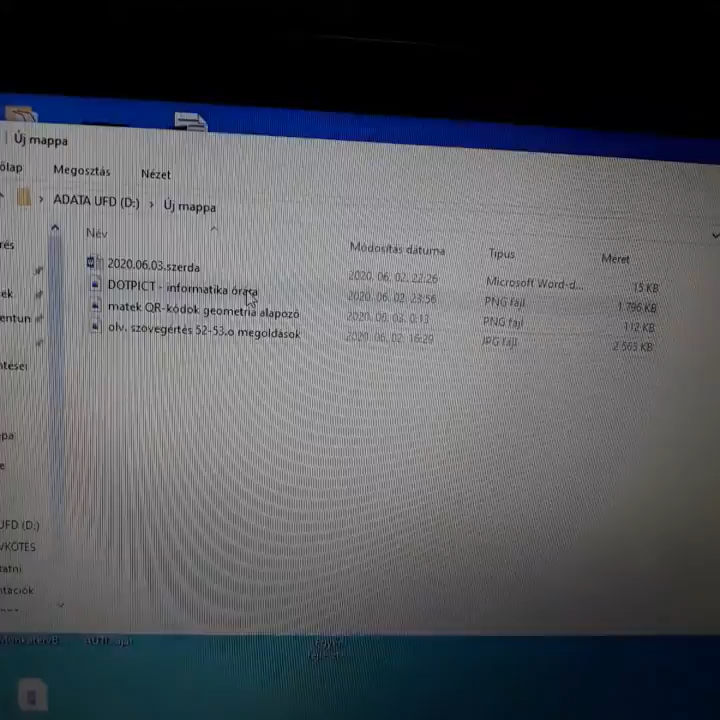 Új mappa
Megosztás Nézet
ADATA UFD (D:) › Új mappa
Név Módosítás dátuma Típus Méret
2020.06.03.szerda 2020. 06. 02. 22:26 Microsoft Word-d... 15 KB
DOTPICT - informatika órára 2020. 06. 02. 23:56 PNG fájl 1 796 KB
matek QR-kódok geometria alapozó 2020. 06. 03. 0:13 PNG fájl 112 KB
olv. szövegértés 52-53.o megoldások 2020. 06. 02. 16:29 JPG fájl 2 565 KB
UFD (D:)